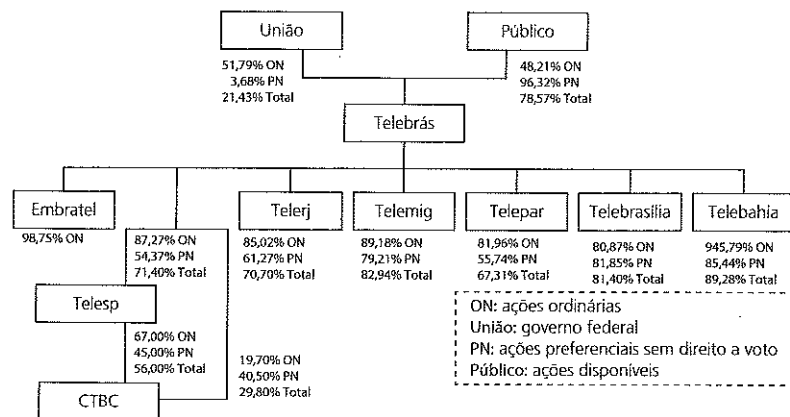 União
51,79% ON
3,68% PN
21,43% Total
Público
48,21% ON
96,32% PN
78,57% Total
Telebrás
Embratel
98,75% ON
87,27% ON
54,37% PN
71,40% Total
Telerj
85,02% ON
61,27% PN
70,70% Total
Telemig
89,18% ON
79,21% PN
82,94% Total
Telepar
81,96% ON
55,74% PN
67,31% Total
Telebrasília
80,87% ON
81,85% PN
81,40% Total
Telebahia
945,79% ON
85,44% PN
89,28% Total
Telesp
67,00% ON
45,00% PN
56,00% Total
19,70% ON
40,50% PN
29,80% Total
CTBC
ON: ações ordinárias
União: governo federal
PN: ações preferenciais sem direito a voto
Público: ações disponíveis